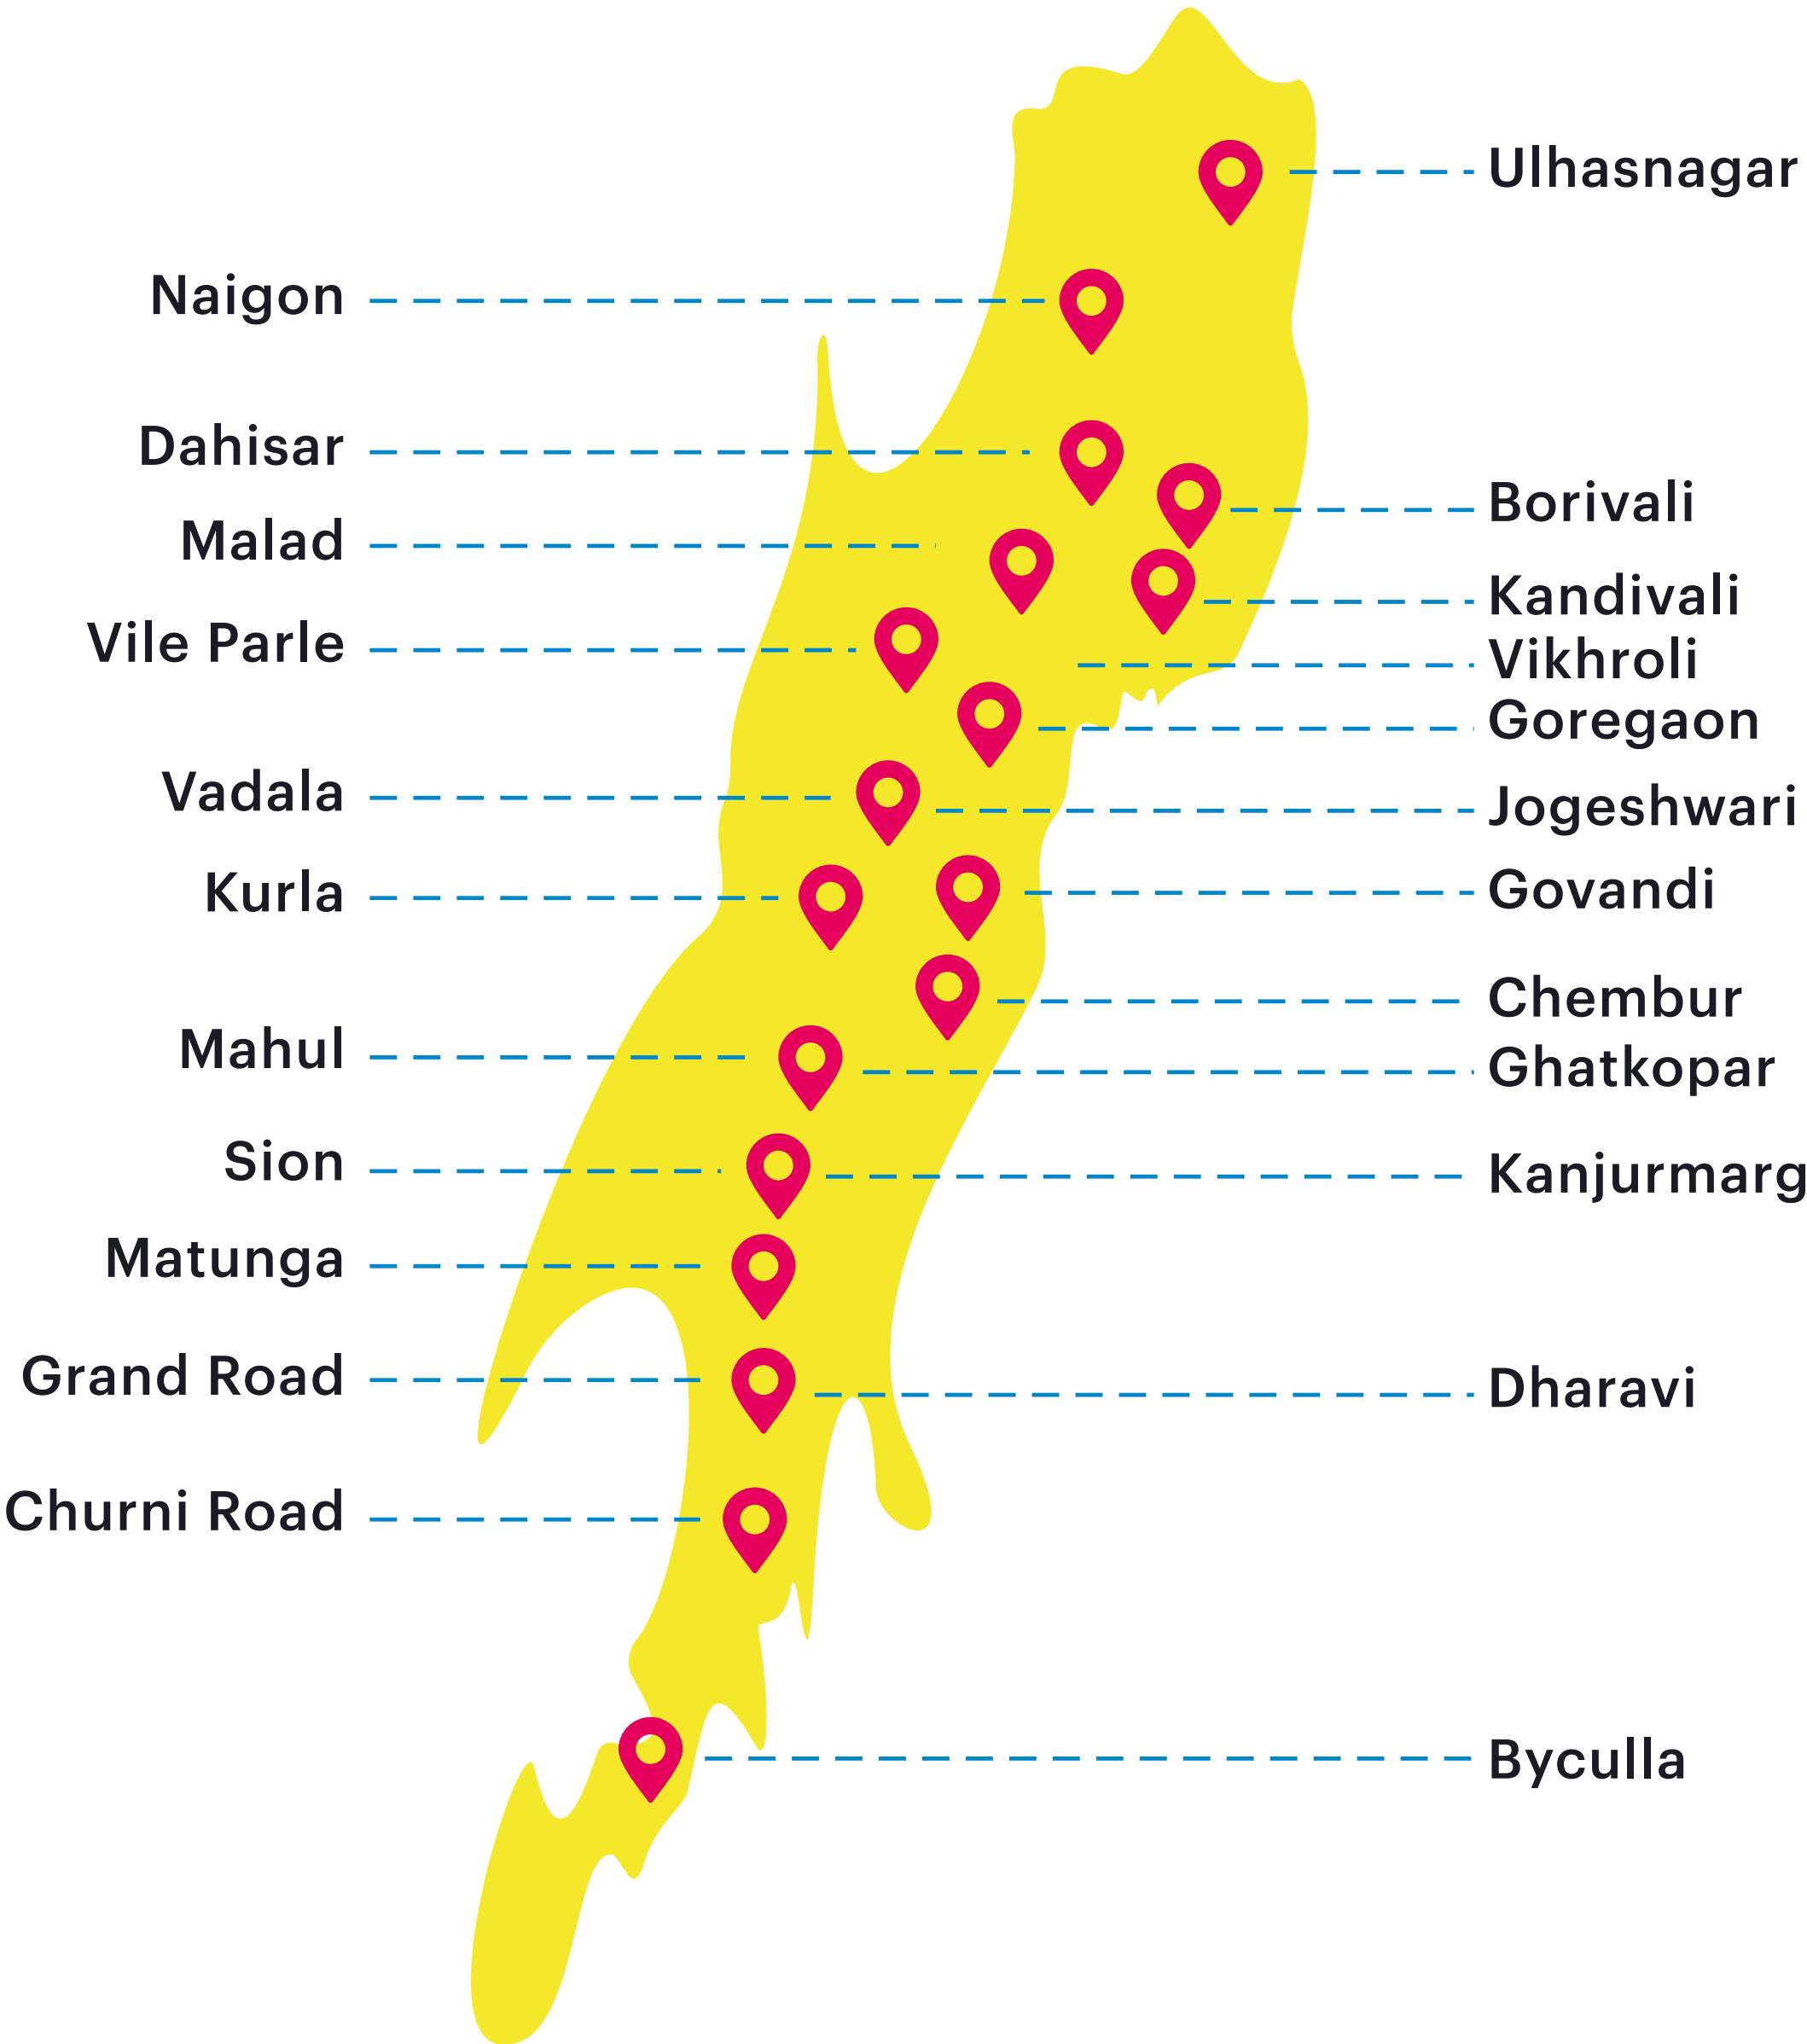 Ulhasnagar
Naigon
Dahisar
Borivali
Malad
Kandivali
Vile Parle
Vikhroli
Goregaon
Vadala
Jogeshwari
Kurla
Govandi
Chembur
Mahul
Ghatkopar
Sion
Kanjurmarg
Matunga
Grand Road
Dharavi
Churni Road
Byculla